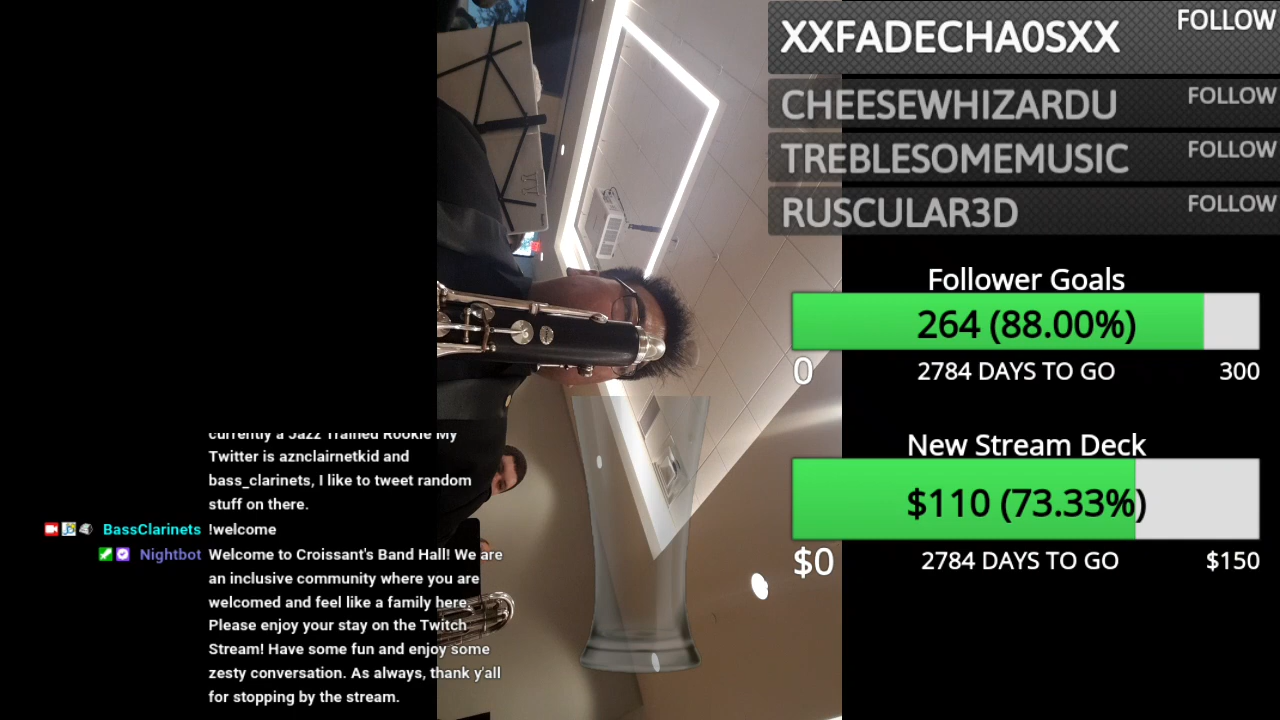 XXFADECHA0SXX FOLLOW
CHEESEWHIZARDU FOLLOW
TREBLESOMEMUSIC FOLLOW
RUSCULAR3D FOLLOW
Follower Goals
264 (88.00%)
0 2784 DAYS TO GO 300
New Stream Deck
$110 (73.33%)
$0 2784 DAYS TO GO $150
currently a Jazz Trained Rookie My
Twitter is aznclairnetkid and
bass_clarinets, I like to tweet random
stuff on there.
BassClarinets !welcome
Nightbot Welcome to Croissant's Band Hall! We are
an inclusive community where you are
welcomed and feel like a family here.
Please enjoy your stay on the Twitch
Stream! Have some fun and enjoy some
zesty conversation. As always, thank y'all
for stopping by the stream.